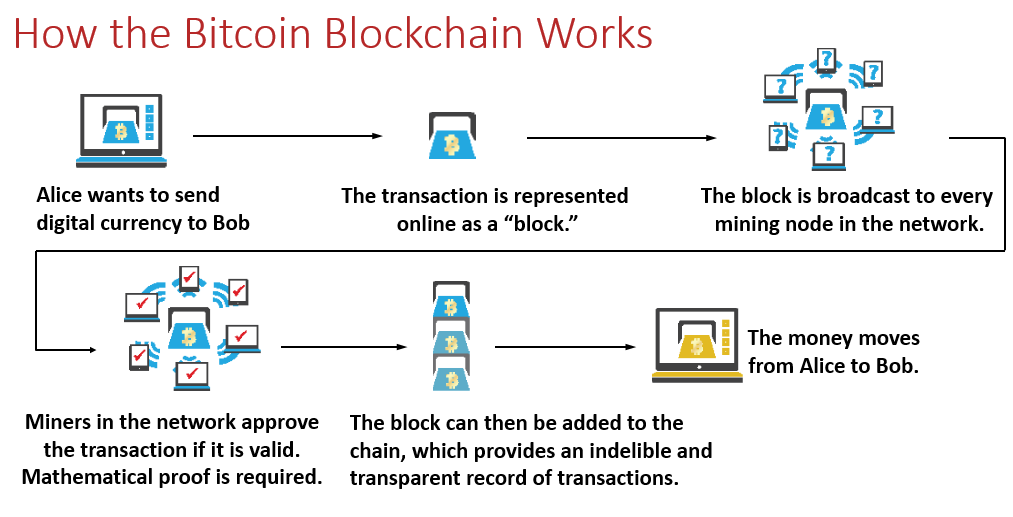 How the Bitcoin Blockchain Works
Alice wants to send
digital currency to Bob
The transaction is represented
online as a “block.”
The block is broadcast to every
mining node in the network.
Miners in the network approve
the transaction if it is valid.
Mathematical proof is required.
The block can then be added to the
chain, which provides an indelible and
transparent record of transactions.
The money moves
from Alice to Bob.